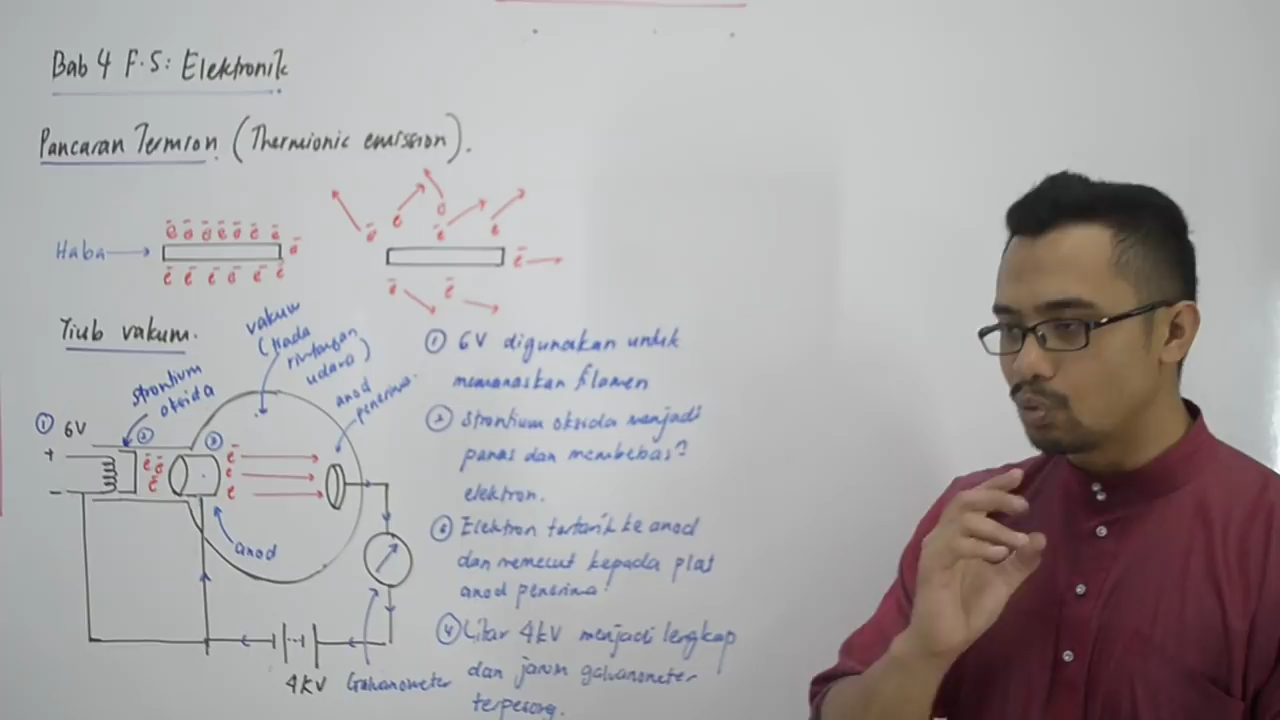 Bab 4 F.5: Elektronik
Pancaran Termion (Thermionic emission).
Haba
Tiub vakum.
vakum
(tiada
rintangan
udara)
strontium
oksida
anod
penerima.
① 6V
②
③
+
-
anod
4kV Galvanometer
① 6V digunakan untuk
memanaskan filamen
② Strontium oksida menjadi
panas dan membebas?
elektron.
③ Elektron tertarik ke anod
dan memecut kepada plat
anod penerima!
④ Litar 4kV menjadi lengkap
dan jarum galvanometer
terpesong.